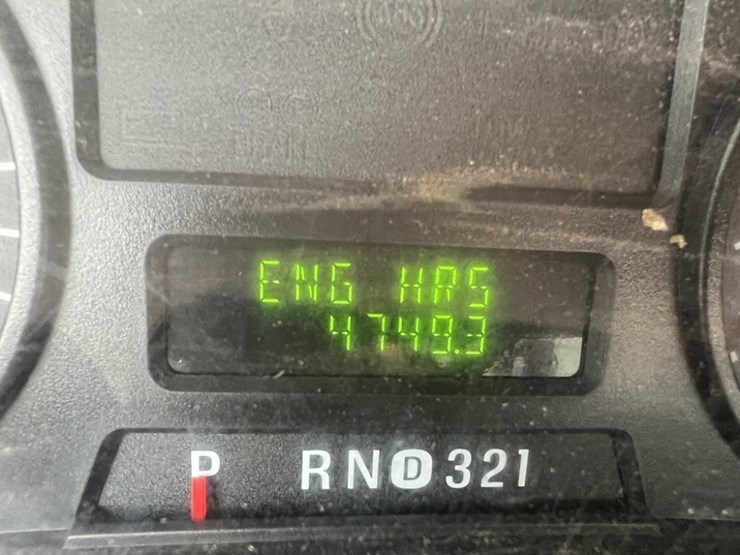 ENG HRS
4749.3
P RND321